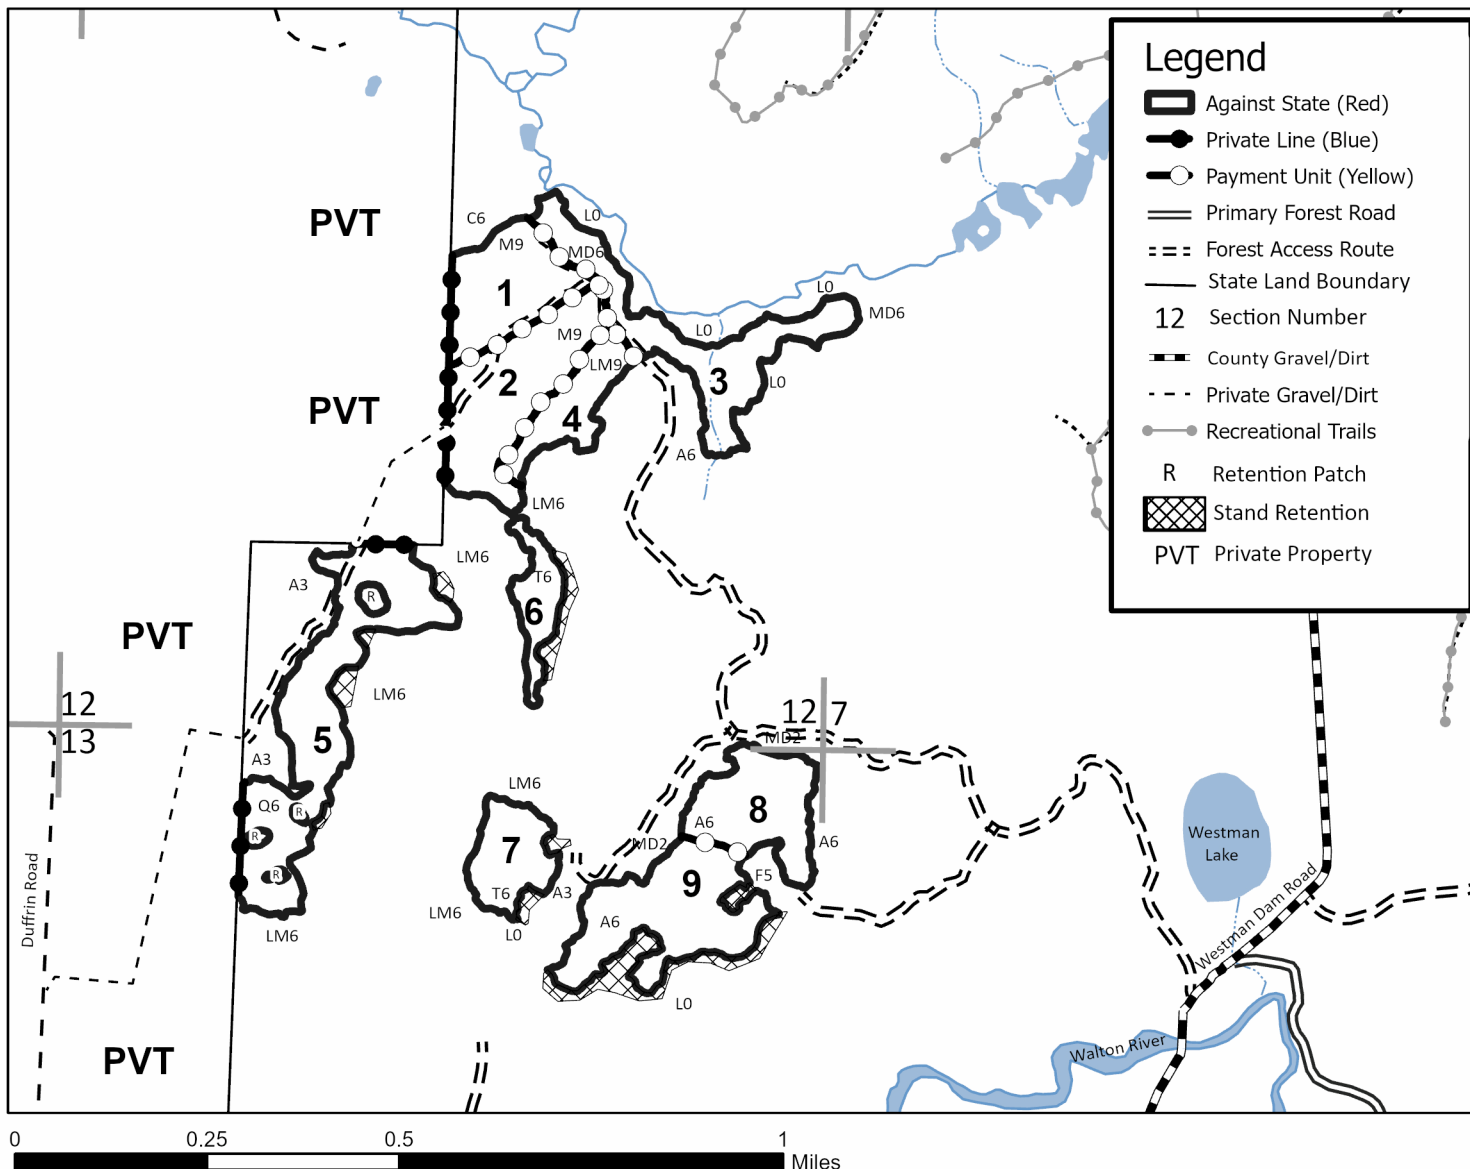 Legend
Against State (Red)
Private Line (Blue)
Payment Unit (Yellow)
Primary Forest Road
Forest Access Route
State Land Boundary
12 Section Number
County Gravel/Dirt
Private Gravel/Dirt
Recreational Trails
R Retention Patch
Stand Retention
PVT Private Property
PVT
C6
L0
M9
MD6
1
L0
MD6
L0
M9
LM9
2
3
L0
PVT
4
A6
LM6
LM6
A3
T6
R
6
PVT
LM6
12
13
5
12 7
MD2
A3
Q6
R
R
R
LM6
Duffrin Road
LM6
7
T6
A3
LM6
L0
8
A6
MD2
A6
9
F5
A6
L0
Westman
Lake
Westman Dam Road
Walton River
PVT
0 0.25 0.5 1
Miles